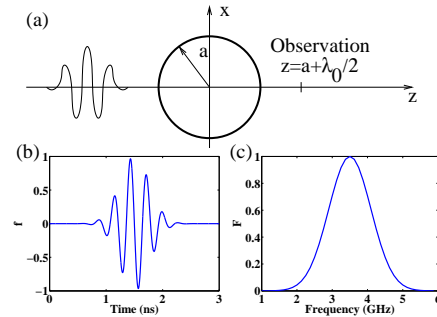 (a)
x
a
Observation
z=a+λ₀/2
z
(b)
1
0.5
0
−0.5
−1
f
0
1
2
3
Time (ns)
(c)
1
0.8
0.6
0.4
0.2
0
F
1
2
3
4
5
6
Frequency (GHz)